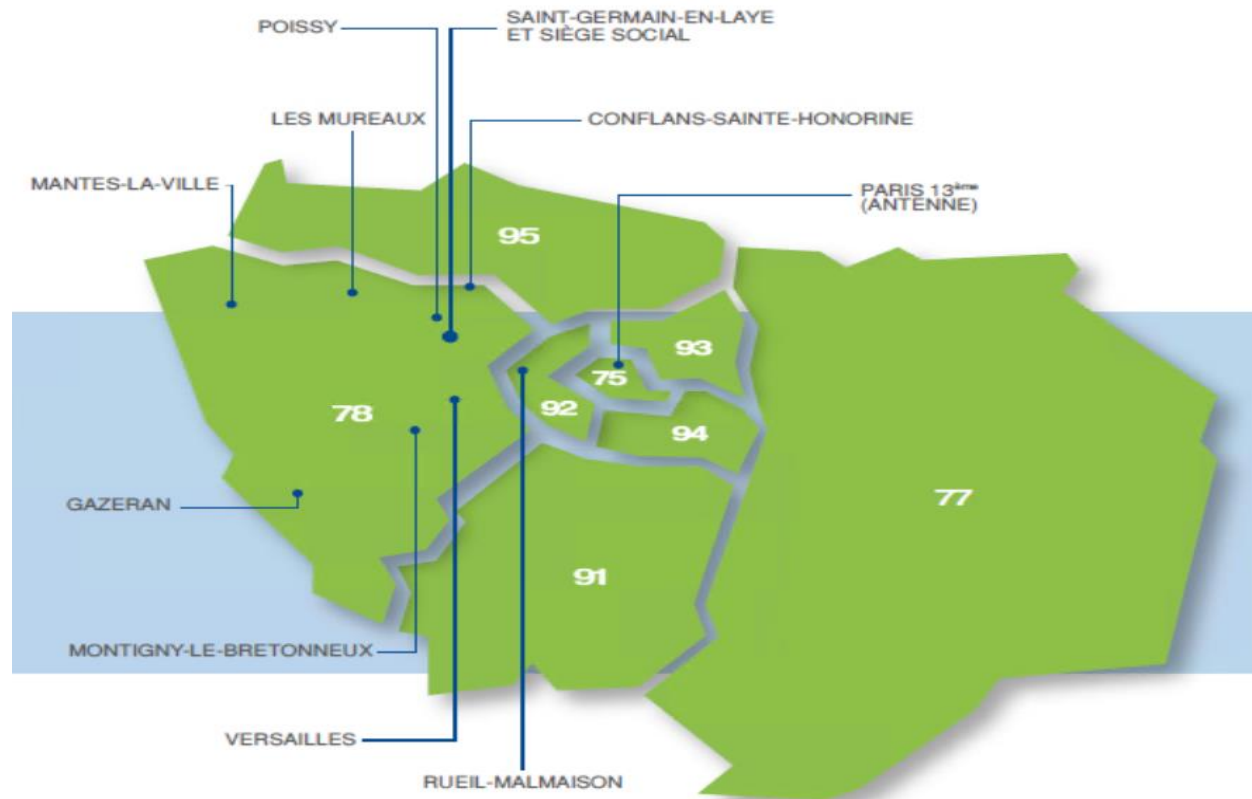 POISSY
SAINT-GERMAIN-EN-LAYE
ET SIÈGE SOCIAL
LES MUREAUX
CONFLANS-SAINTE-HONORINE
MANTES-LA-VILLE
PARIS 13ème
(ANTENNE)
95
93
75
92
78
94
77
GAZERAN
91
MONTIGNY-LE-BRETONNEUX
VERSAILLES
RUEIL-MALMAISON